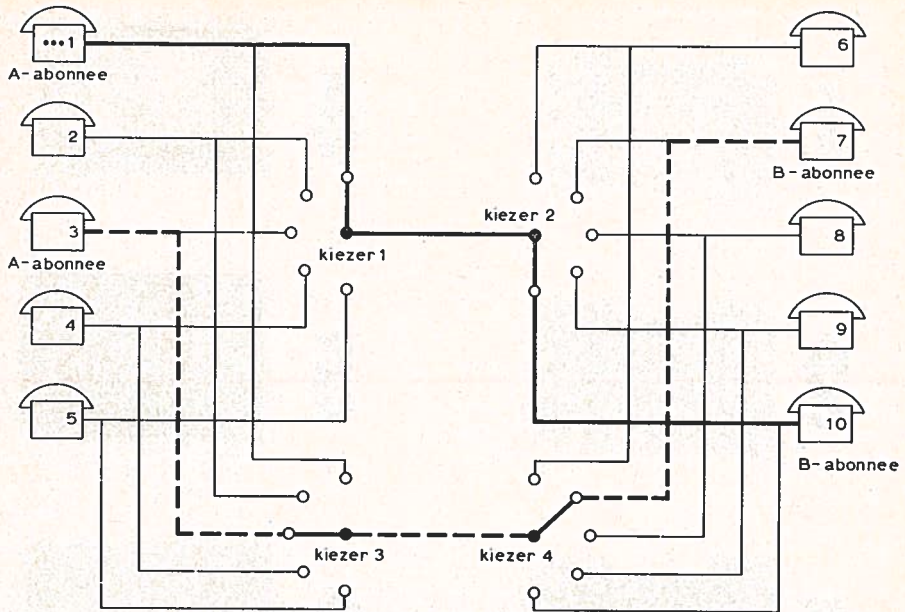 •••1
A-abonnee
2
3
A-abonnee
4
5
kiezer 1
kiezer 2
kiezer 3
kiezer 4
6
7
B-abonnee
8
9
10
B-abonnee